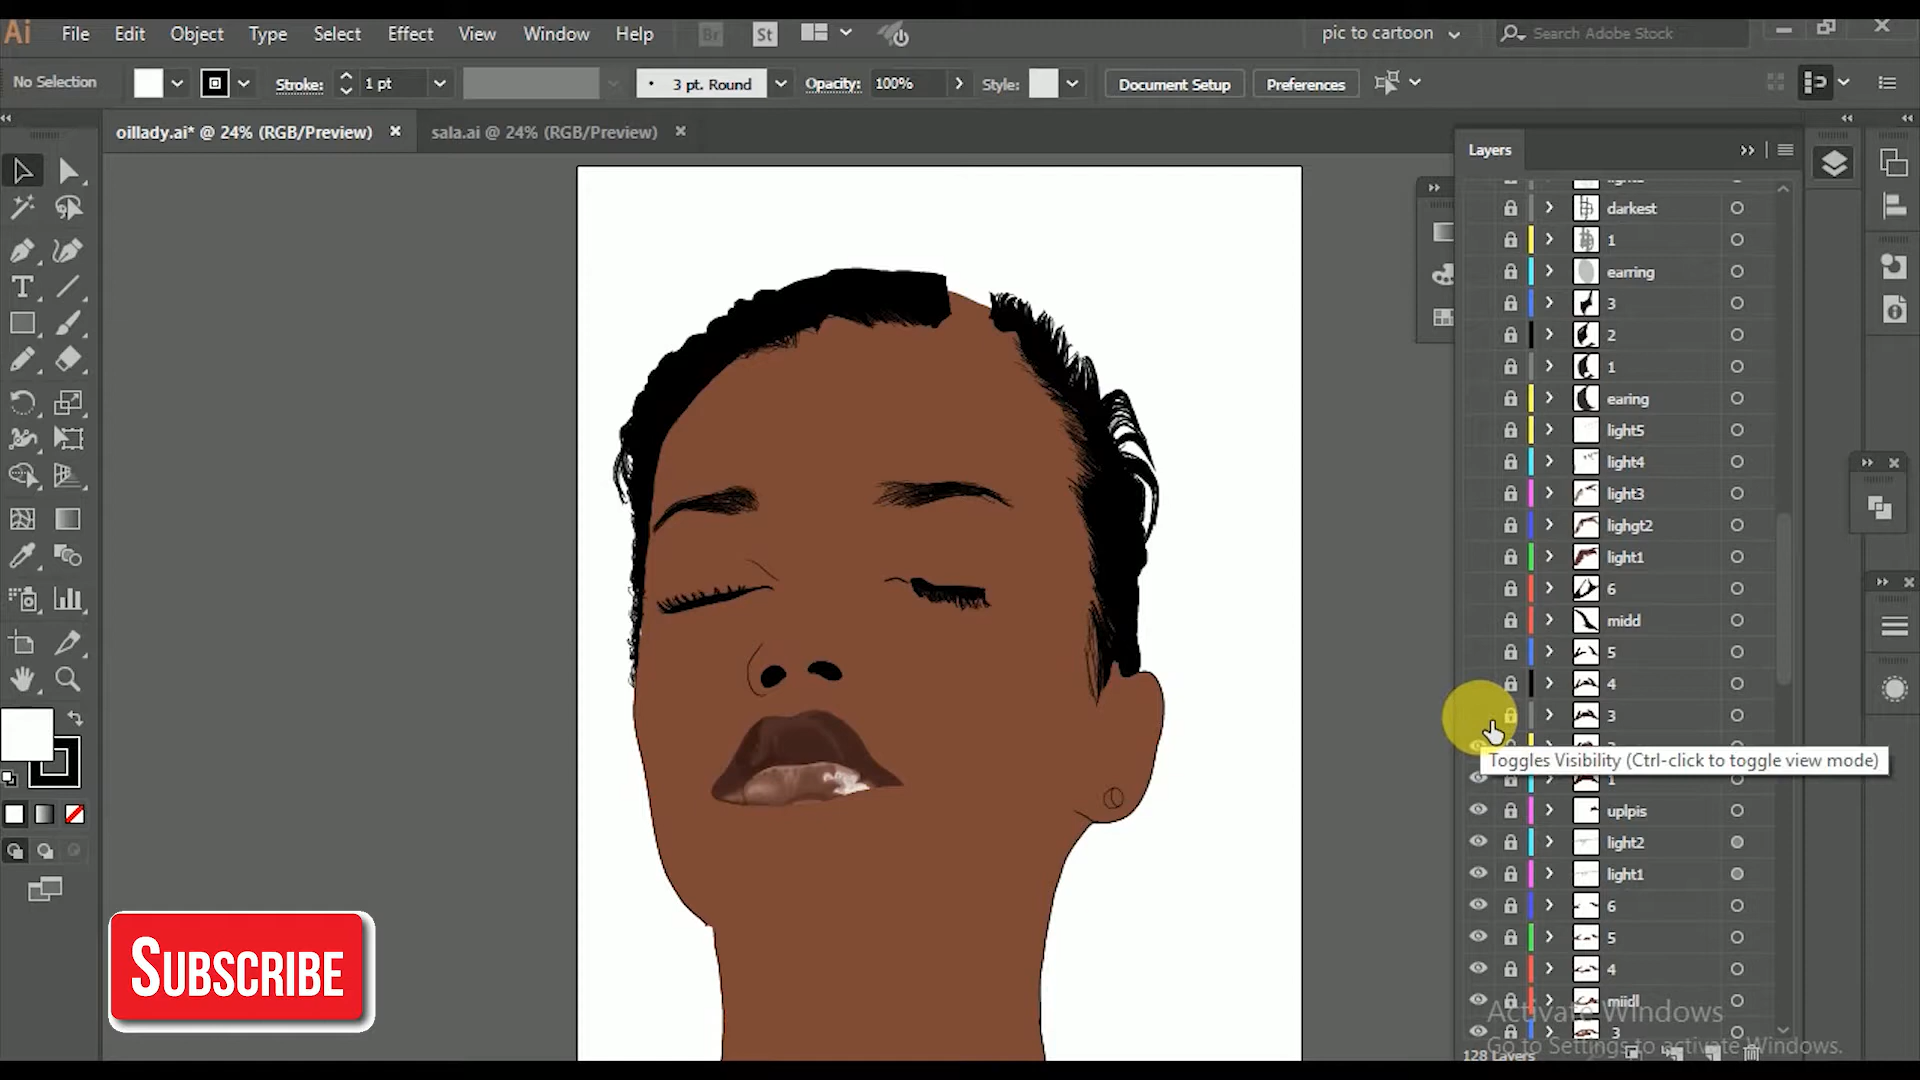 Ai File Edit Object Type Select Effect View Window Help Br St pic to cartoon Search Adobe Stock
No Selection Stroke: 1 pt 3 pt. Round Opacity: 100% Style: Document Setup Preferences
oillady.ai* @ 24% (RGB/Preview) sala.ai @ 24% (RGB/Preview)
Layers
darkest
1
earring
3
2
1
earing
light5
light4
light3
lighgt2
light1
6
midd
5
4
3
Toggles Visibility (Ctrl-click to toggle view mode)
1
uplpis
light2
light1
6
5
4
miidl
3
128 Layers
SUBSCRIBE
Activate Windows
Go to Settings to activate Windows.